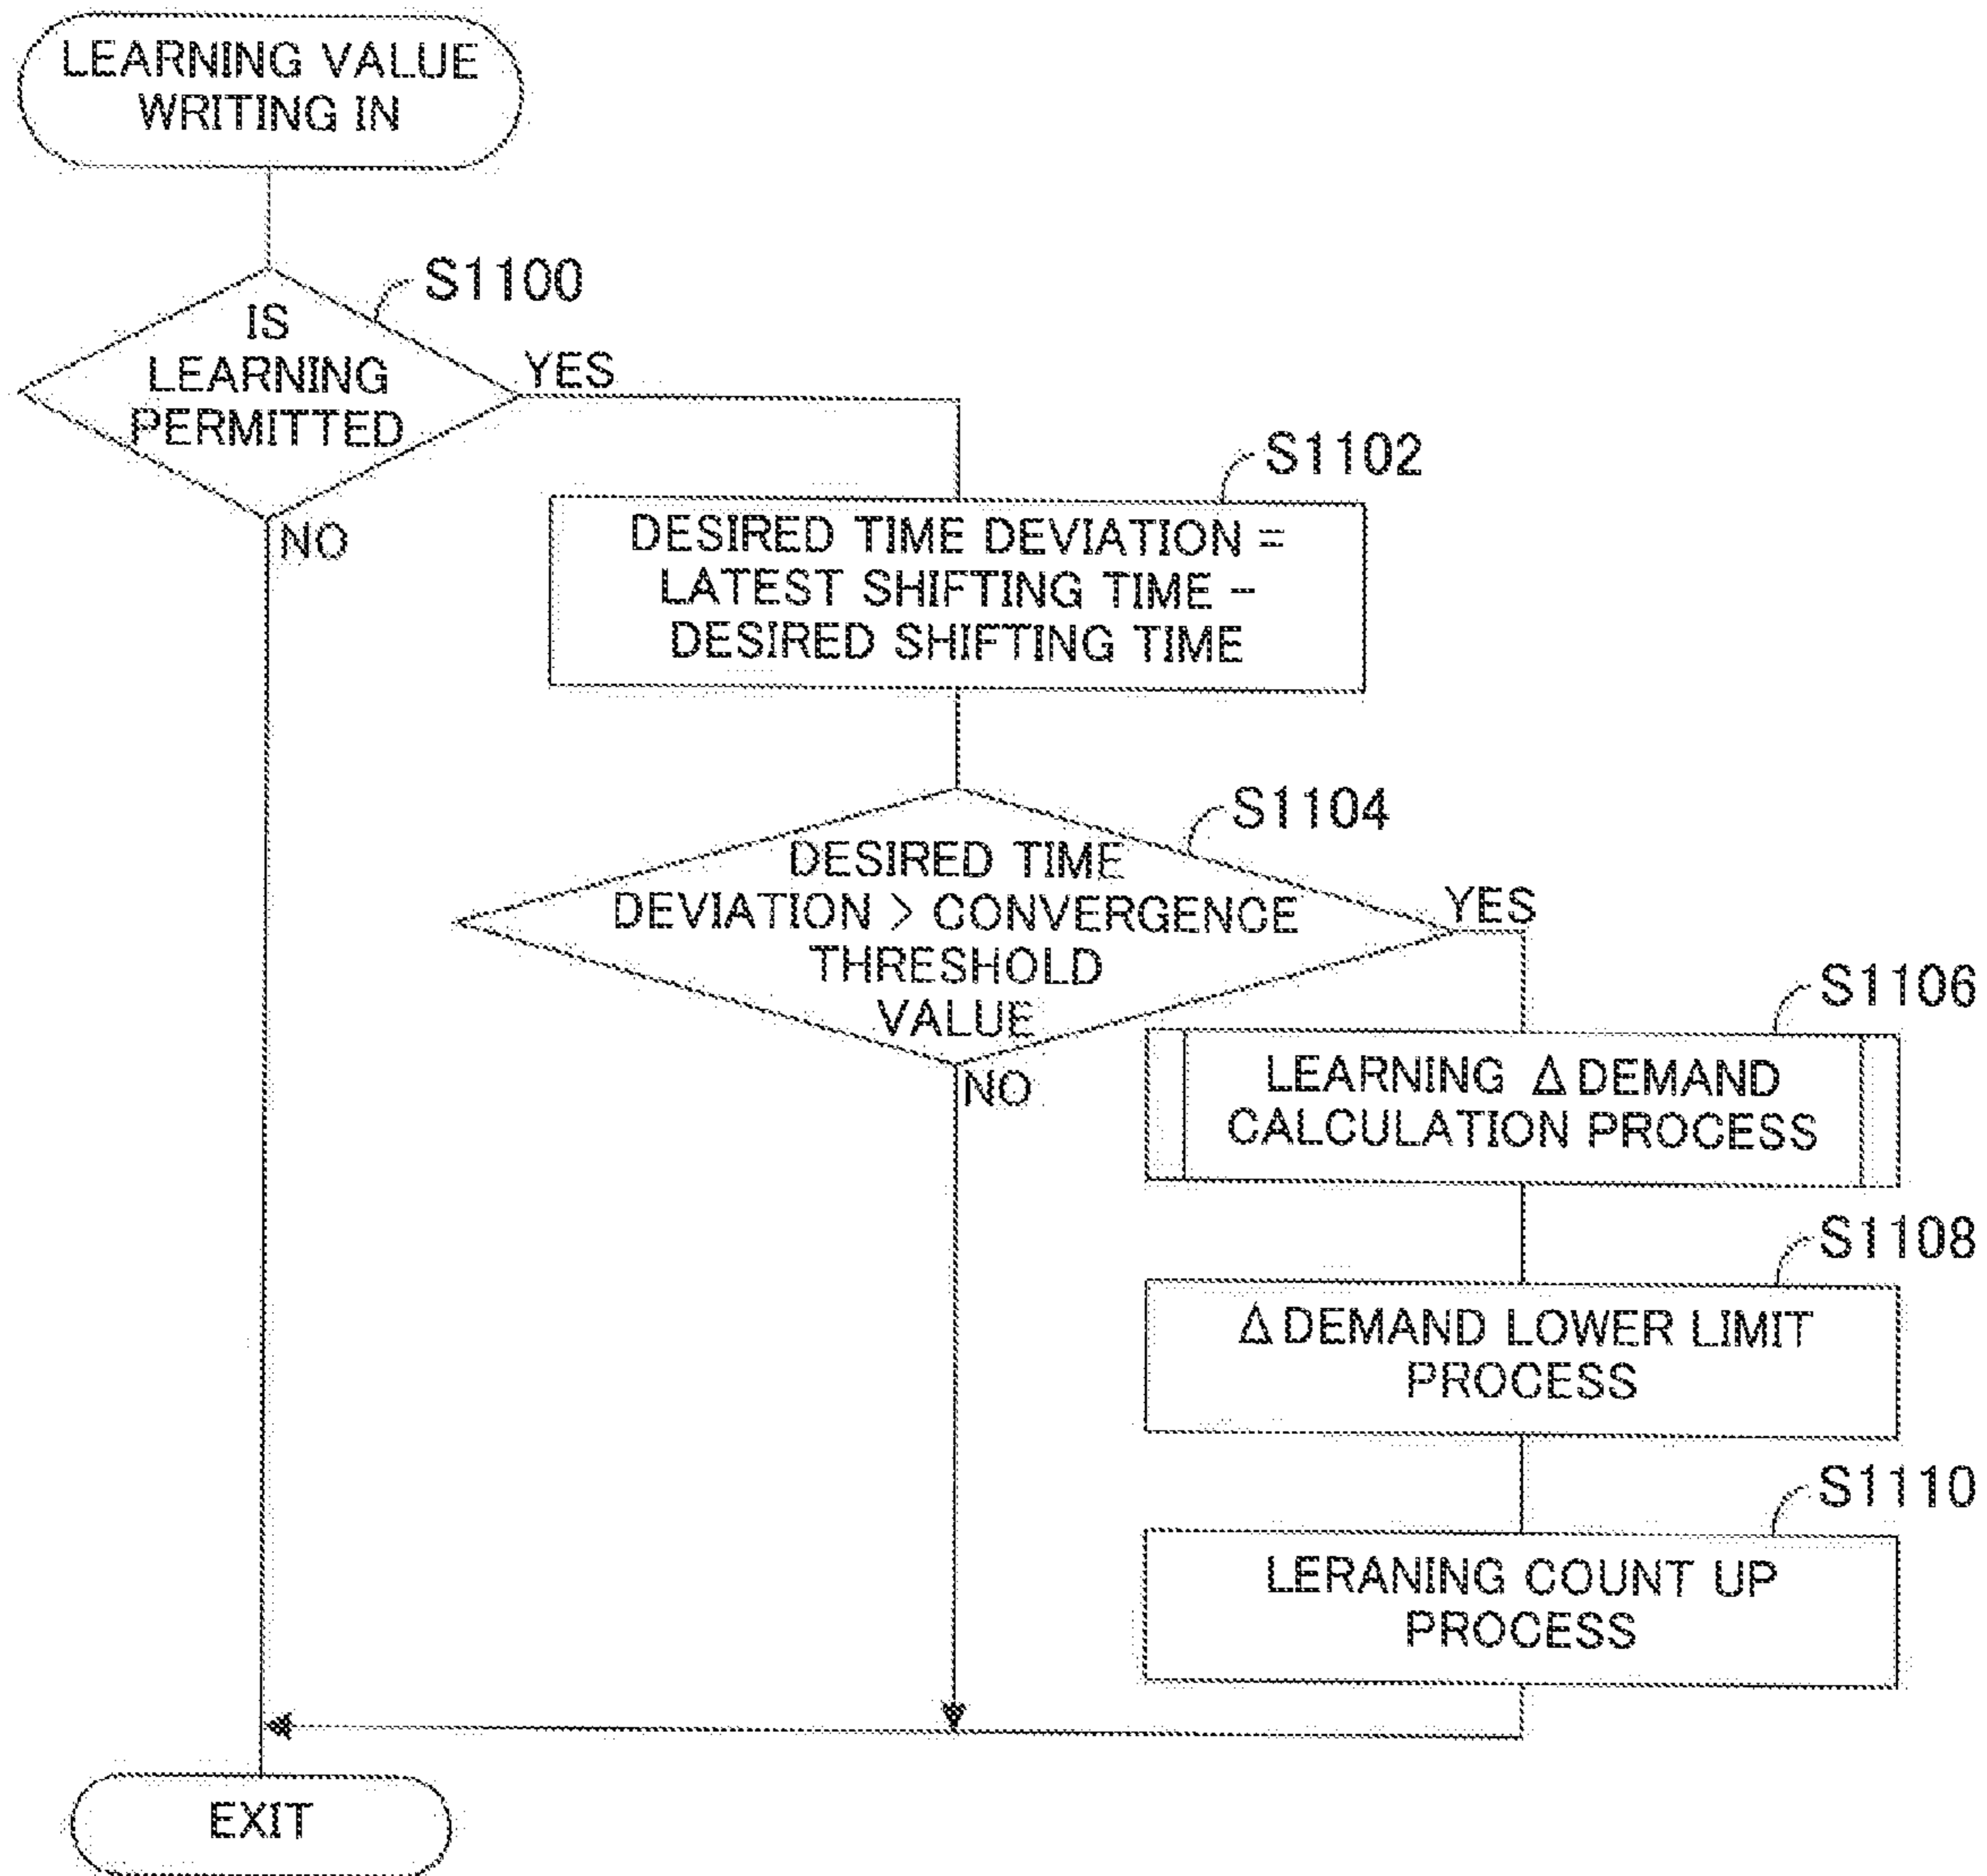 LEARNING VALUE
WRITING IN
S1100
IS
LEARNING
PERMITTED
YES
NO
S1102
DESIRED TIME DEVIATION =
LATEST SHIFTING TIME -
DESIRED SHIFTING TIME
S1104
DESIRED TIME
DEVIATION > CONVERGENCE
THRESHOLD
VALUE
YES
NO
S1106
LEARNING Δ DEMAND
CALCULATION PROCESS
S1108
Δ DEMAND LOWER LIMIT
PROCESS
S1110
LERANING COUNT UP
PROCESS
EXIT